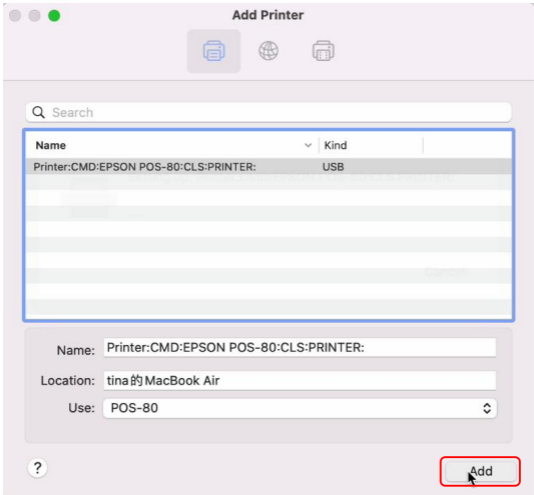 Add Printer
Search
Name Kind
Printer:CMD:EPSON POS-80:CLS:PRINTER: USB
Name: Printer:CMD:EPSON POS-80:CLS:PRINTER:
Location: tina的MacBook Air
Use: POS-80
? Add